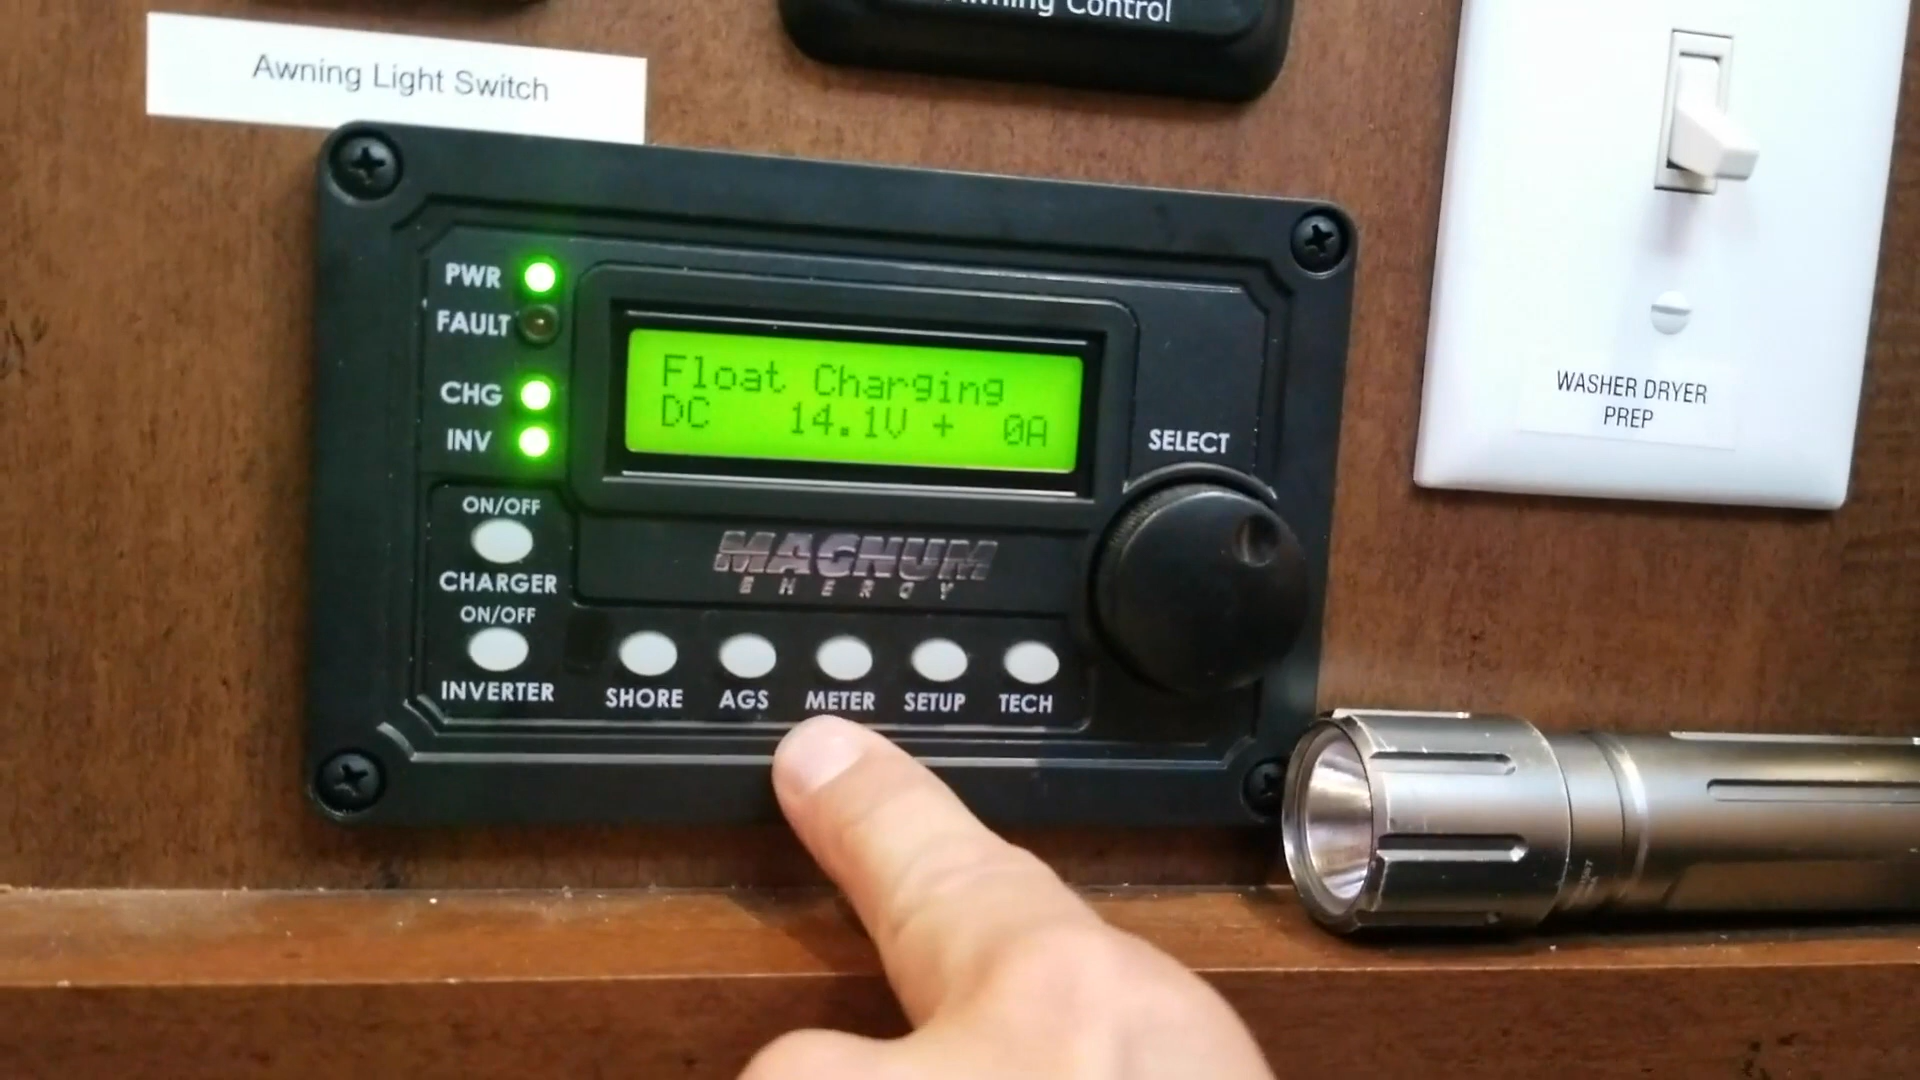 Awning Control
Awning Light Switch
PWR
FAULT
CHG
INV
Float Charging
DC 14.1V + 0A
SELECT
ON/OFF
CHARGER
ON/OFF
INVERTER
MAGNUM
ENERGY
SHORE AGS METER SETUP TECH
WASHER DRYER
PREP